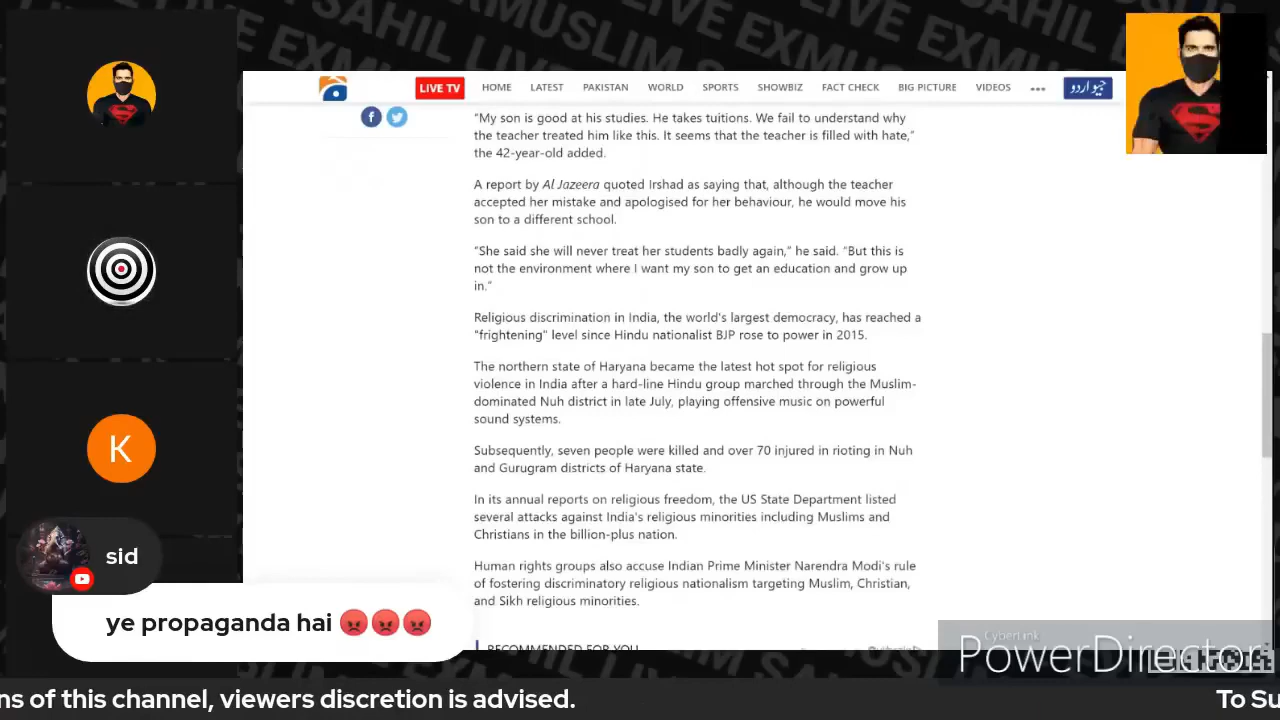 LIVE EXMUSLIM SAHIL
LIVE TV
HOME LATEST PAKISTAN WORLD SPORTS SHOWBIZ FACT CHECK BIG PICTURE VIDEOS
جیو اردو
“My son is good at his studies. He takes tuitions. We fail to understand why
the teacher treated him like this. It seems that the teacher is filled with hate,”
the 42-year-old added.
A report by Al Jazeera quoted Irshad as saying that, although the teacher
accepted her mistake and apologised for her behaviour, he would move his
son to a different school.
“She said she will never treat her students badly again,” he said. “But this is
not the environment where I want my son to get an education and grow up
in.”
Religious discrimination in India, the world's largest democracy, has reached a
“frightening” level since Hindu nationalist BJP rose to power in 2015.
The northern state of Haryana became the latest hot spot for religious
violence in India after a hard-line Hindu group marched through the Muslim-
dominated Nuh district in late July, playing offensive music on powerful
sound systems.
Subsequently, seven people were killed and over 70 injured in rioting in Nuh
and Gurugram districts of Haryana state.
In its annual reports on religious freedom, the US State Department listed
several attacks against India's religious minorities including Muslims and
Christians in the billion-plus nation.
Human rights groups also accuse Indian Prime Minister Narendra Modi's rule
of fostering discriminatory religious nationalism targeting Muslim, Christian,
and Sikh religious minorities.
RECOMMENDED FOR YOU
K
sid
ye propaganda hai 😡😡😡
CyberLink
PowerDirector
ns of this channel, viewers discretion is advised.
To Su